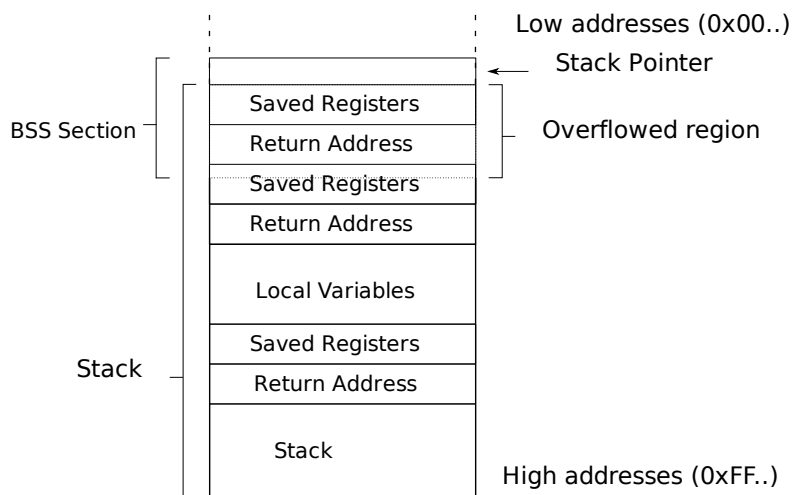 Low addresses (0x00..)
Stack Pointer
Saved Registers
BSS Section
Return Address
Overflowed region
Saved Registers
Return Address
Local Variables
Saved Registers
Stack
Return Address
Stack
High addresses (0xFF..)